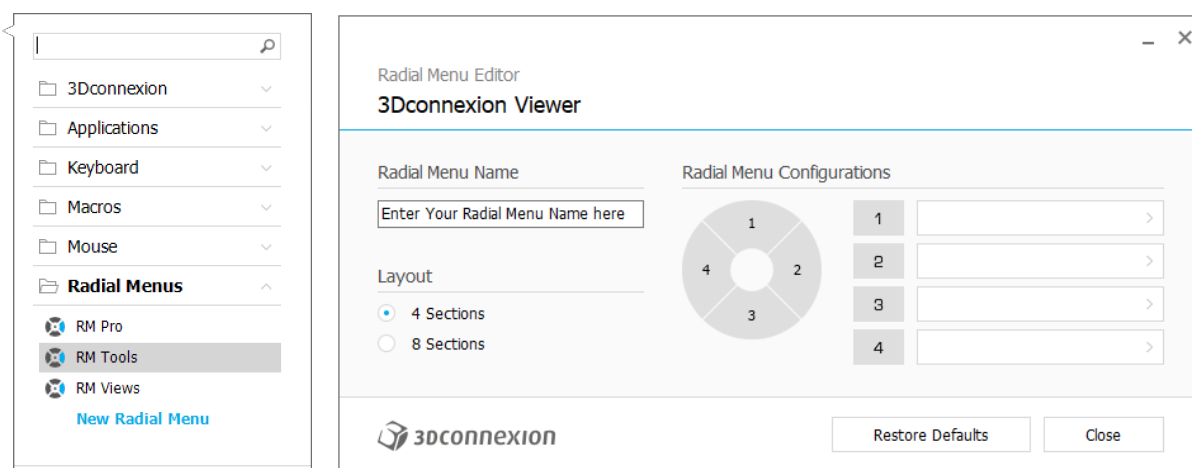 3Dconnexion
Applications
Keyboard
Macros
Mouse
Radial Menus
RM Pro
RM Tools
RM Views
New Radial Menu
Radial Menu Editor
3Dconnexion Viewer
Radial Menu Name
Enter Your Radial Menu Name here
Layout
4 Sections
8 Sections
Radial Menu Configurations
1
4 2
3
1
2
3
4
3DCONNEXION
Restore Defaults
Close